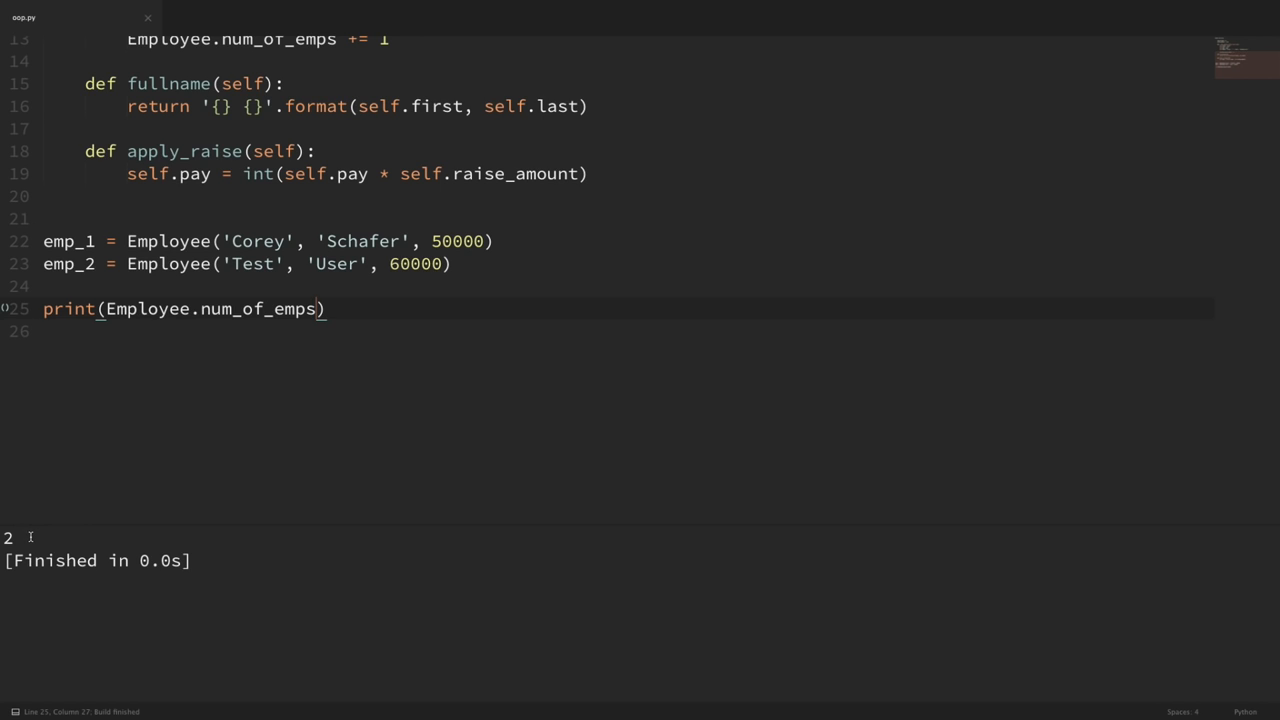 oop.py
13 Employee.num_of_emps += 1
14
15 def fullname(self):
16 return '{} {}'.format(self.first, self.last)
17
18 def apply_raise(self):
19 self.pay = int(self.pay * self.raise_amount)
20
21
22 emp_1 = Employee('Corey', 'Schafer', 50000)
23 emp_2 = Employee('Test', 'User', 60000)
24
25 print(Employee.num_of_emps)
26
2
[Finished in 0.0s]
Line 25, Column 27; Build finished Spaces: 4 Python